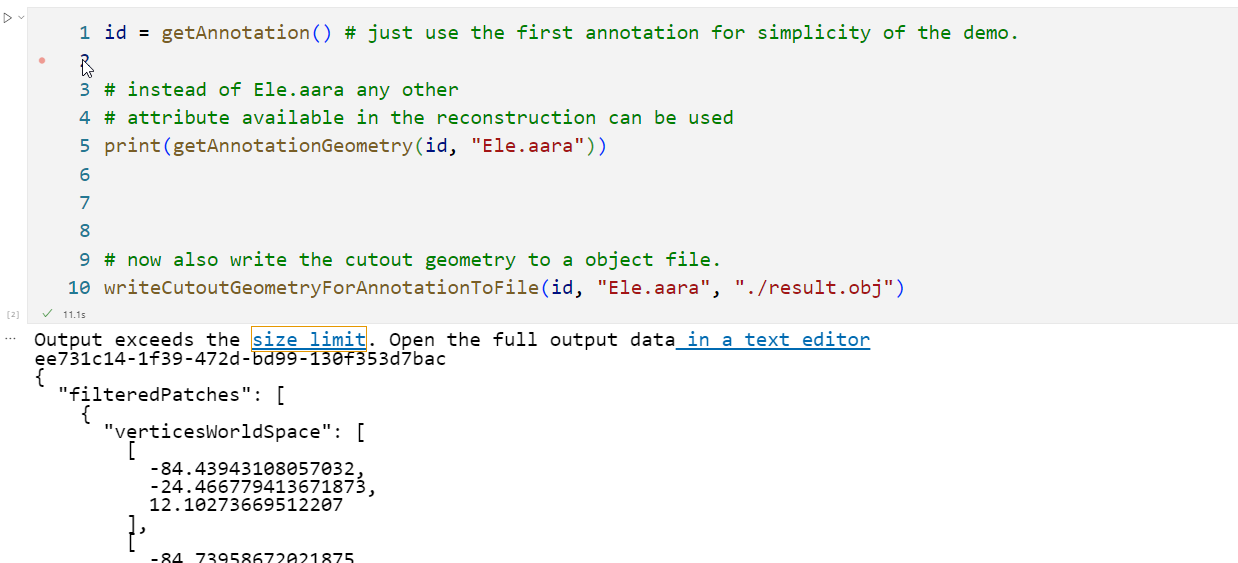 1 id = getAnnotation() # just use the first annotation for simplicity of the demo.
2
3 # instead of Ele.aara any other
4 # attribute available in the reconstruction can be used
5 print(getAnnotationGeometry(id, "Ele.aara"))
6
7
8
9 # now also write the cutout geometry to a object file.
10 writeCutoutGeometryForAnnotationToFile(id, "Ele.aara", "./result.obj")
[2] ✓ 11.1s
... Output exceeds the size limit. Open the full output data in a text editor
ee731c14-1f39-472d-bd99-130f353d7bac
{
"filteredPatches": [
{
"verticesWorldSpace": [
[
-84.43943108057032,
-24.466779413671873,
12.10273669512207
],
[
-84.73958672021875,